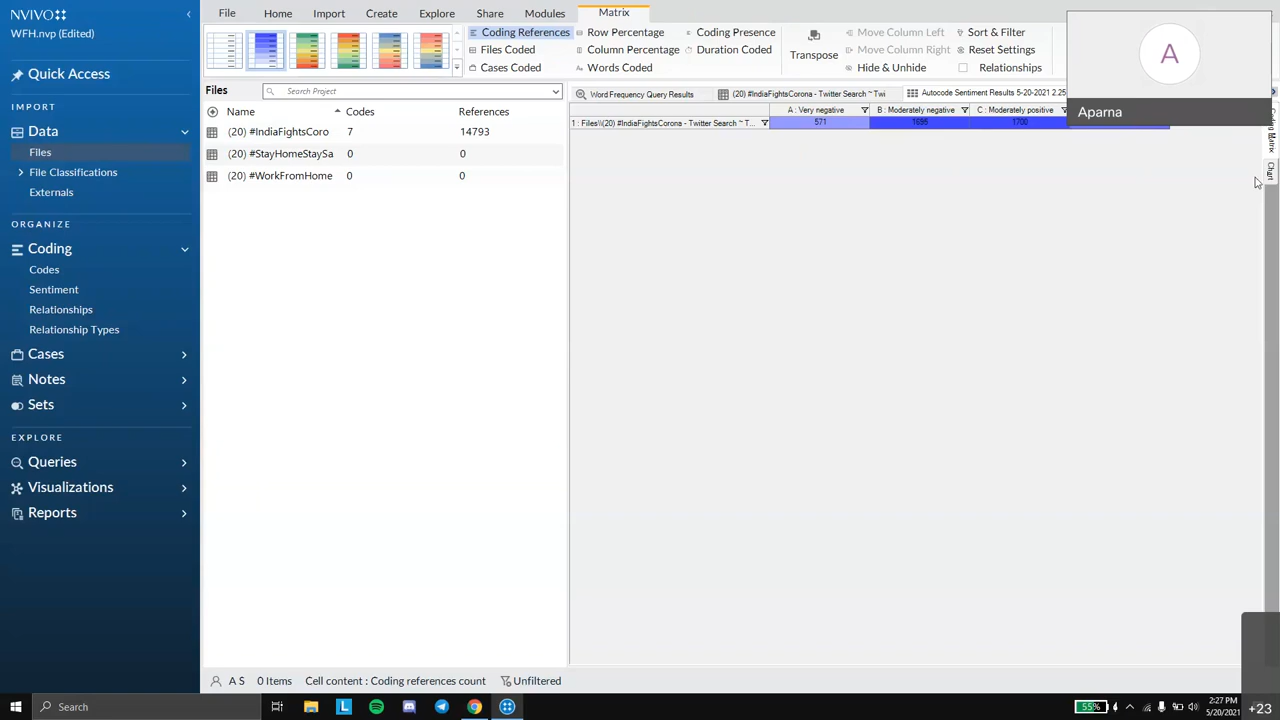 NVIVO
WFH.nvp (Edited)
Quick Access
IMPORT
Data
Files
File Classifications
Externals
ORGANIZE
Coding
Codes
Sentiment
Relationships
Relationship Types
Cases
Notes
Sets
EXPLORE
Queries
Visualizations
Reports
File Home Import Create Explore Share Modules Matrix
Coding References Row Percentage Coding Presence Move Column Left Sort & Filter
Files Coded Column Percentage Duration Coded Transpose Move Column Right Reset Settings
Cases Coded Words Coded Hide & Unhide Relationships
Files Search Project
Name Codes References
(20) #IndiaFightsCoro 7 14793
(20) #StayHomeStaySa 0 0
(20) #WorkFromHome 0 0
Word Frequency Query Results (20) #IndiaFightsCorona - Twitter Search ~ Twi Autocode Sentiment Results 5-20-2021 2.25
A : Very negative B : Moderately negative C : Moderately positive
1 : Files\\(20) #IndiaFightsCorona - Twitter Search ~ T... 571 1695 1700
A
Aparna
Coding Matrix
Chart
A S 0 Items Cell content : Coding references count Unfiltered
Search
L
55%
2:27 PM
5/20/2021
+23